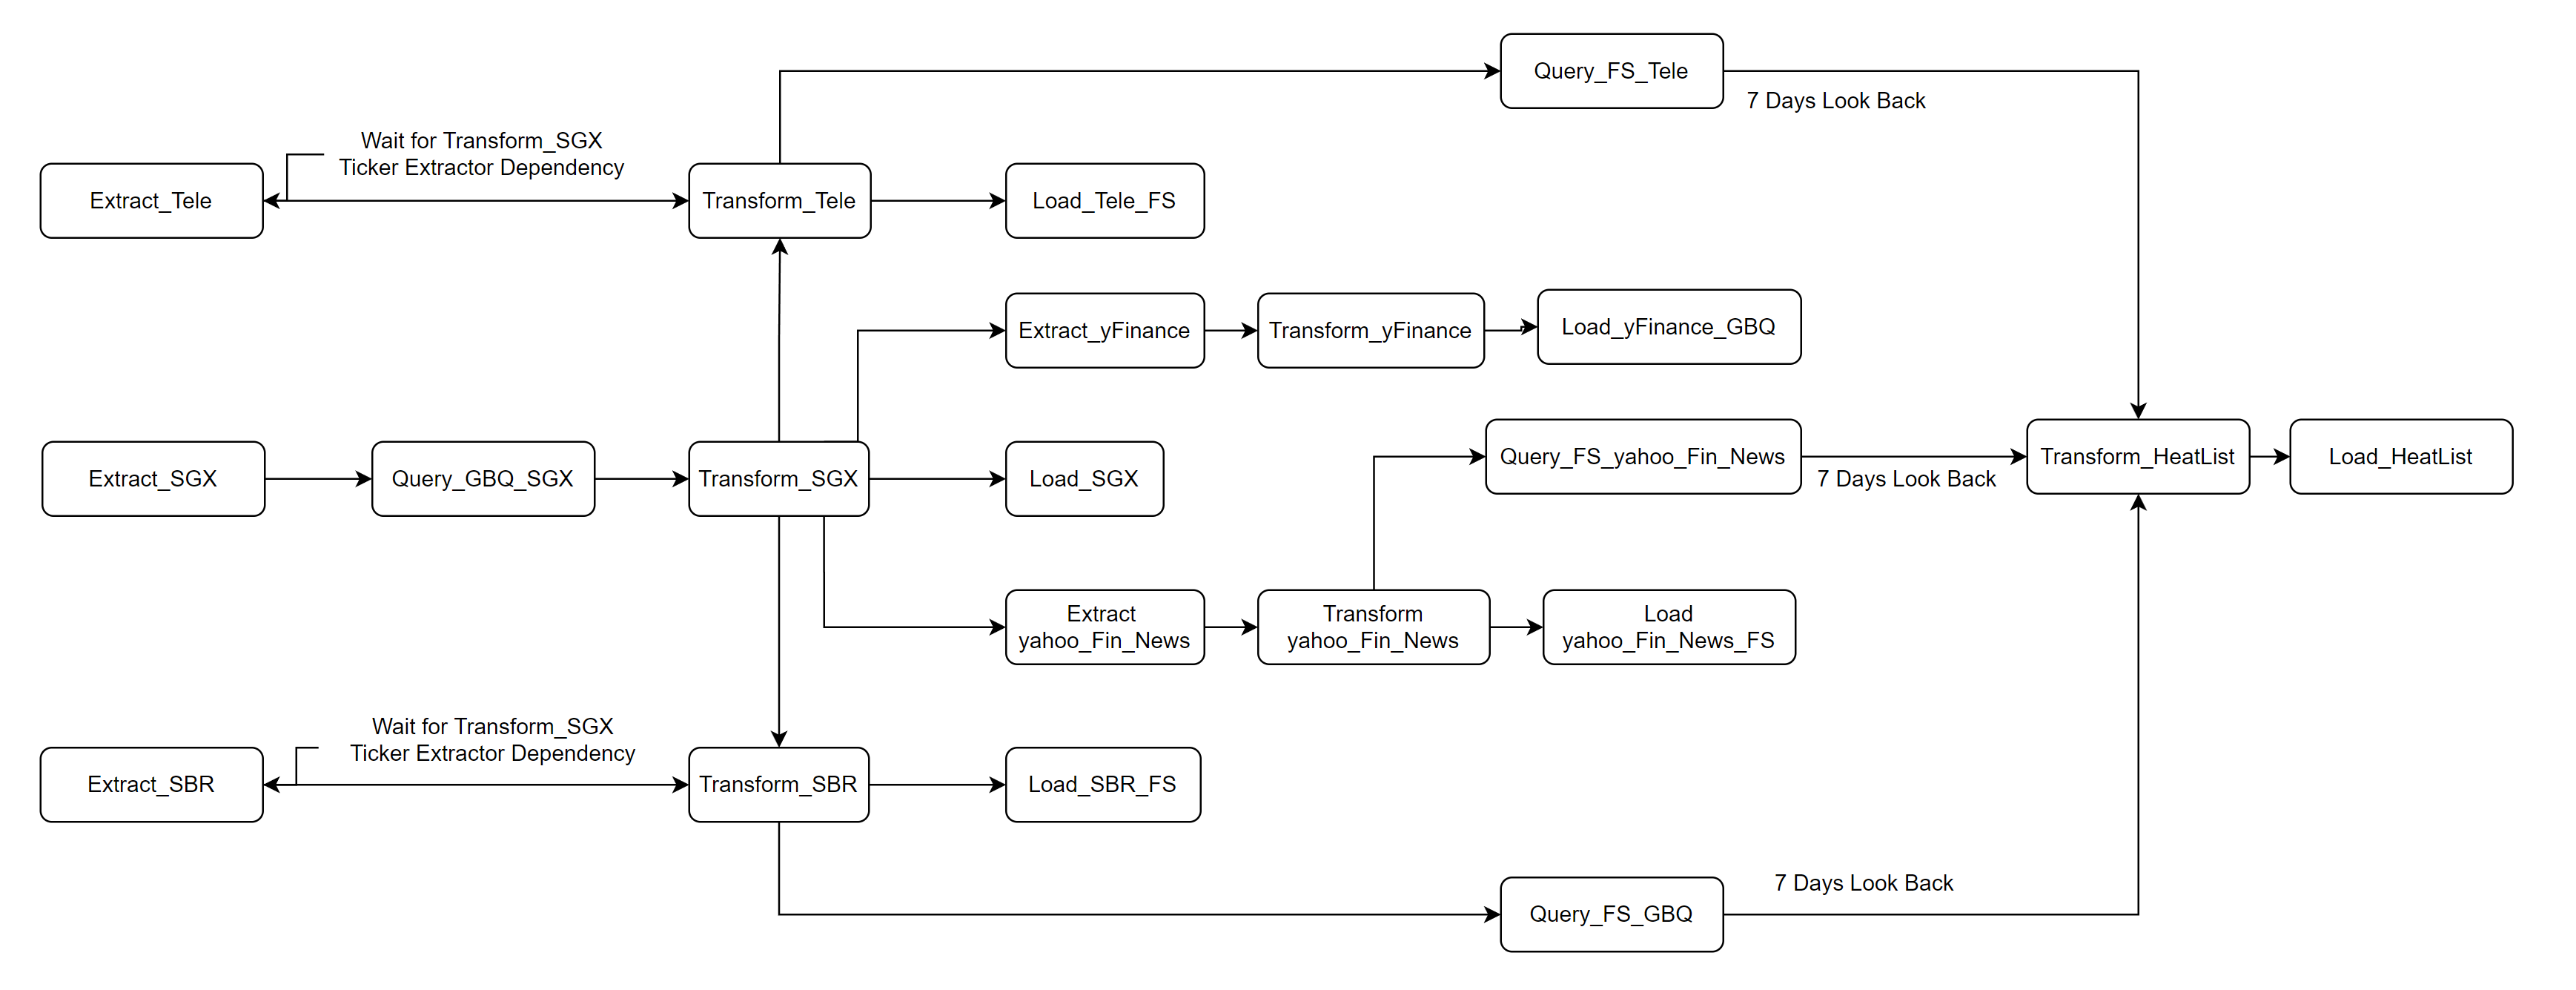 Query_FS_Tele
7 Days Look Back
Wait for Transform_SGX
Ticker Extractor Dependency
Extract_Tele
Transform_Tele
Load_Tele_FS
Extract_yFinance
Transform_yFinance
Load_yFinance_GBQ
Extract_SGX
Query_GBQ_SGX
Transform_SGX
Load_SGX
Query_FS_yahoo_Fin_News
7 Days Look Back
Transform_HeatList
Load_HeatList
Extract
yahoo_Fin_News
Transform
yahoo_Fin_News
Load
yahoo_Fin_News_FS
Wait for Transform_SGX
Ticker Extractor Dependency
Extract_SBR
Transform_SBR
Load_SBR_FS
Query_FS_GBQ
7 Days Look Back